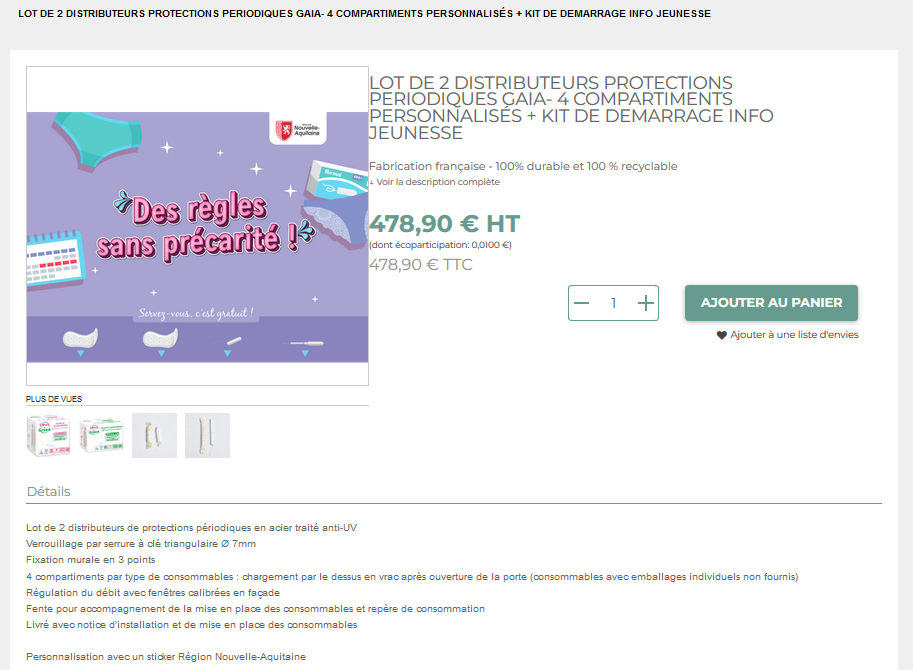 LOT DE 2 DISTRIBUTEURS PROTECTIONS PERIODIQUES GAIA- 4 COMPARTIMENTS PERSONNALISÉS + KIT DE DEMARRAGE INFO JEUNESSE
Nouvelle-
Aquitaine
Normal
Des règles
sans précarité !
Servez-vous, c'est gratuit !
LOT DE 2 DISTRIBUTEURS PROTECTIONS
PERIODIQUES GAIA- 4 COMPARTIMENTS
PERSONNALISÉS + KIT DE DEMARRAGE INFO
JEUNESSE
Fabrication française - 100% durable et 100 % recyclable
↓ Voir la description complète
478,90 € HT
(dont écoparticipation: 0,0100 €)
478,90 € TTC
— 1 +
AJOUTER AU PANIER
♥ Ajouter à une liste d'envies
PLUS DE VUES
Détails
Lot de 2 distributeurs de protections périodiques en acier traité anti-UV
Verrouillage par serrure à clé triangulaire Ø 7mm
Fixation murale en 3 points
4 compartiments par type de consommables : chargement par le dessus en vrac après ouverture de la porte (consommables avec emballages individuels non fournis)
Régulation du débit avec fenêtres calibrées en façade
Fente pour accompagnement de la mise en place des consommables et repère de consommation
Livré avec notice d'installation et de mise en place des consommables
Personnalisation avec un sticker Région Nouvelle-Aquitaine